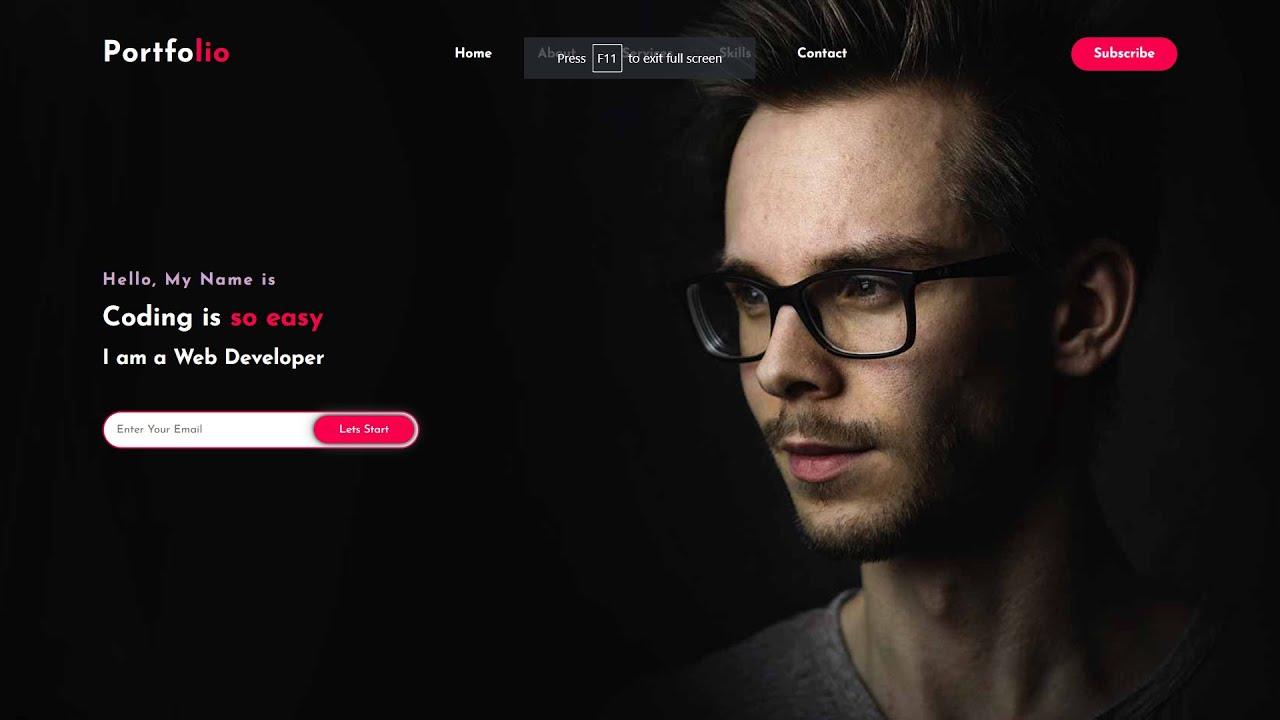 Portfolio
Home About Services Skills Contact
Press F11 to exit full screen
Subscribe
Hello, My Name is
Coding is so easy
I am a Web Developer
Enter Your Email
Lets Start